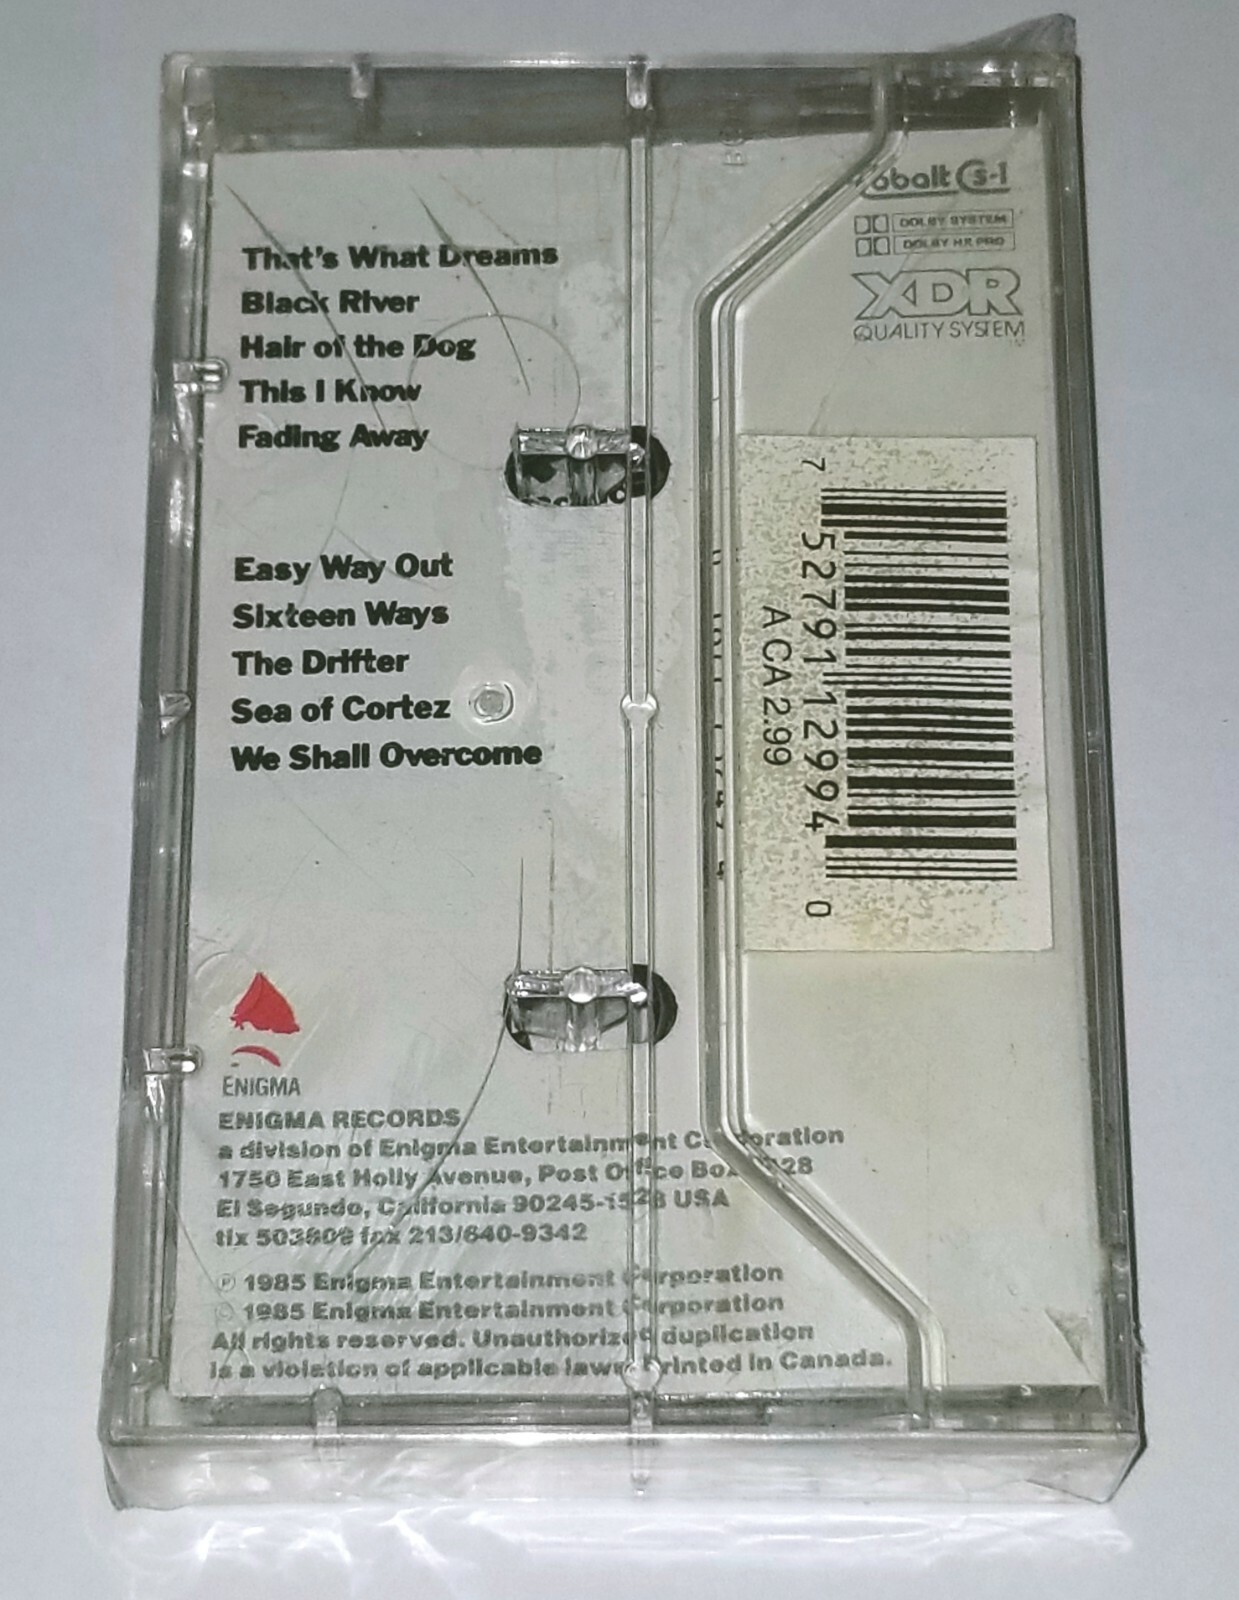 That's What Dreams
Black River
Hair of the Dog
This I Know
Fading Away
Easy Way Out
Sixteen Ways
The Drifter
Sea of Cortez
We Shall Overcome
ENIGMA
ENIGMA RECORDS
a division of Enigma Entertainment Corporation
1750 East Holly Avenue, Post Office Box
El Segundo, California 90245-1528 USA
tlx fax 213/640-9342
℗ 1985 Enigma Entertainment Corporation
© 1985 Enigma Entertainment Corporation
All rights reserved. Unauthorized duplication
is a violation of applicable laws. Printed in Canada.
Cobalt Cs-1
DOLBY SYSTEM
DOLBY HX PRO
XDR
QUALITY SYSTEM
7 52791 12994 0
A CA 2.99